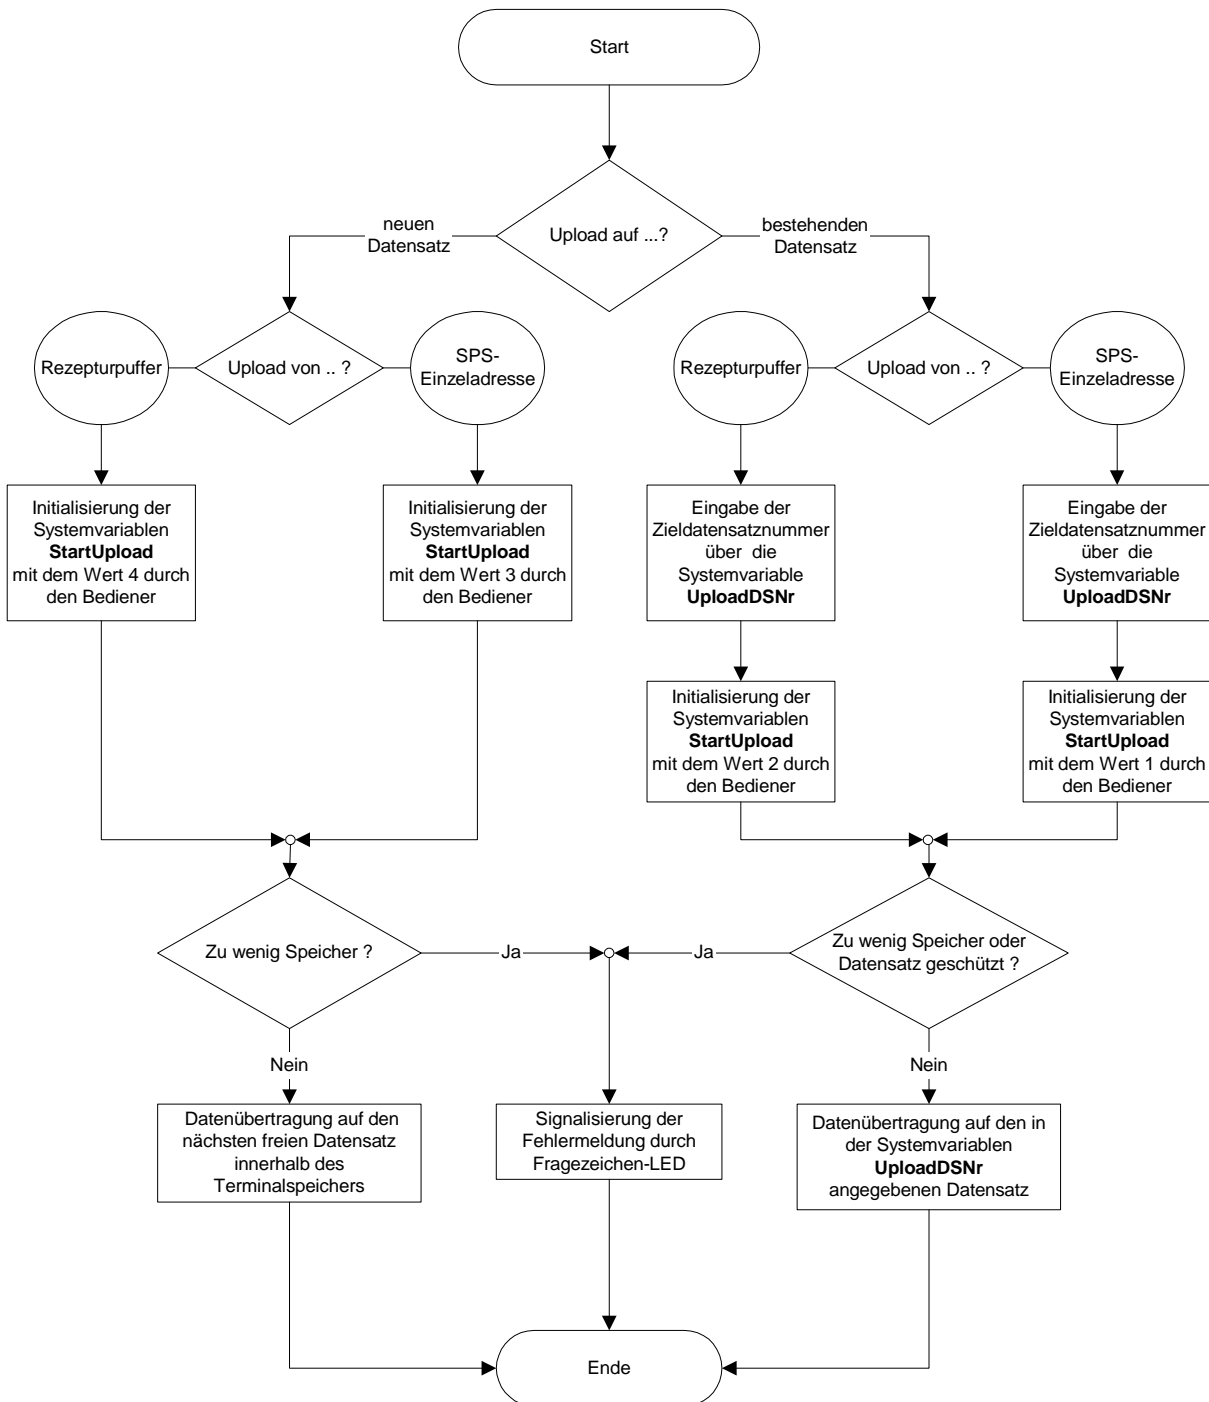 Start
Upload auf ...?
neuen
Datensatz
bestehenden
Datensatz
Rezepturpuffer
Upload von .. ?
SPS-
Einzeladresse
Rezepturpuffer
Upload von .. ?
SPS-
Einzeladresse
Initialisierung der
Systemvariablen
StartUpload
mit dem Wert 4 durch
den Bediener
Initialisierung der
Systemvariablen
StartUpload
mit dem Wert 3 durch
den Bediener
Eingabe der
Zieldatensatznummer
über die
Systemvariable
UploadDSNr
Eingabe der
Zieldatensatznummer
über die
Systemvariable
UploadDSNr
Initialisierung der
Systemvariablen
StartUpload
mit dem Wert 2 durch
den Bediener
Initialisierung der
Systemvariablen
StartUpload
mit dem Wert 1 durch
den Bediener
Zu wenig Speicher ?
Ja
Ja
Zu wenig Speicher oder
Datensatz geschützt ?
Nein
Nein
Datenübertragung auf den
nächsten freien Datensatz
innerhalb des
Terminalspeichers
Signalisierung der
Fehlermeldung durch
Fragezeichen-LED
Datenübertragung auf den in
der Systemvariablen
UploadDSNr
angegebenen Datensatz
Ende